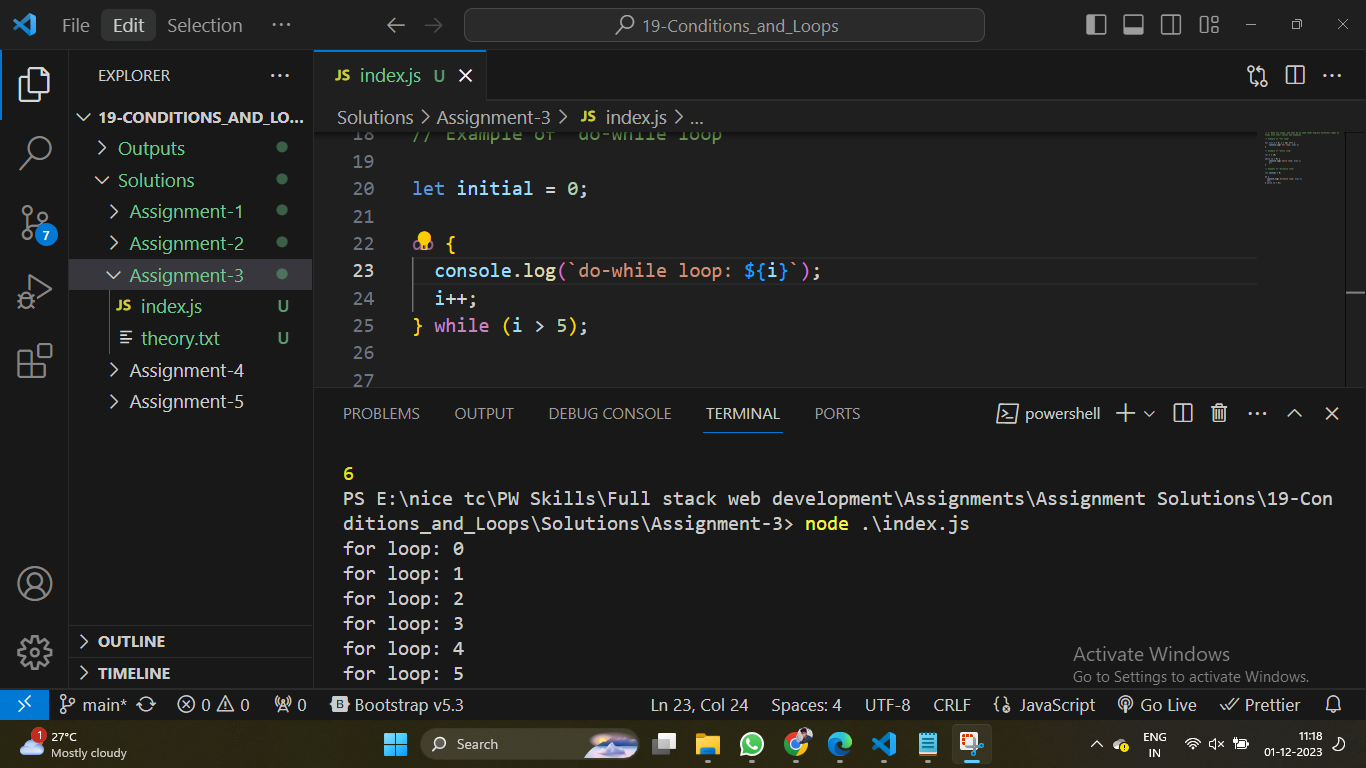 File Edit Selection ··· 19-Conditions_and_Loops
EXPLORER ···
JS index.js U
19-CONDITIONS_AND_LO...
Solutions > Assignment-3 > JS index.js > ...
Outputs
Solutions
Assignment-1
Assignment-2
Assignment-3
JS index.js U
theory.txt U
Assignment-4
Assignment-5
7
OUTLINE
TIMELINE
18 // Example of do-while loop
19
20 let initial = 0;
21
22 do {
23 console.log(`do-while loop: ${i}`);
24 i++;
25 } while (i > 5);
26
27
PROBLEMS OUTPUT DEBUG CONSOLE TERMINAL PORTS powershell
6
PS E:\nice tc\PW Skills\Full stack web development\Assignments\Assignment Solutions\19-Con
ditions_and_Loops\Solutions\Assignment-3> node .\index.js
for loop: 0
for loop: 1
for loop: 2
for loop: 3
for loop: 4
for loop: 5
Activate Windows
Go to Settings to activate Windows.
main* 0 0 0 B Bootstrap v5.3 Ln 23, Col 24 Spaces: 4 UTF-8 CRLF {} JavaScript Go Live Prettier
1 27°C
Mostly cloudy
Search
ENG
IN
11:18
01-12-2023